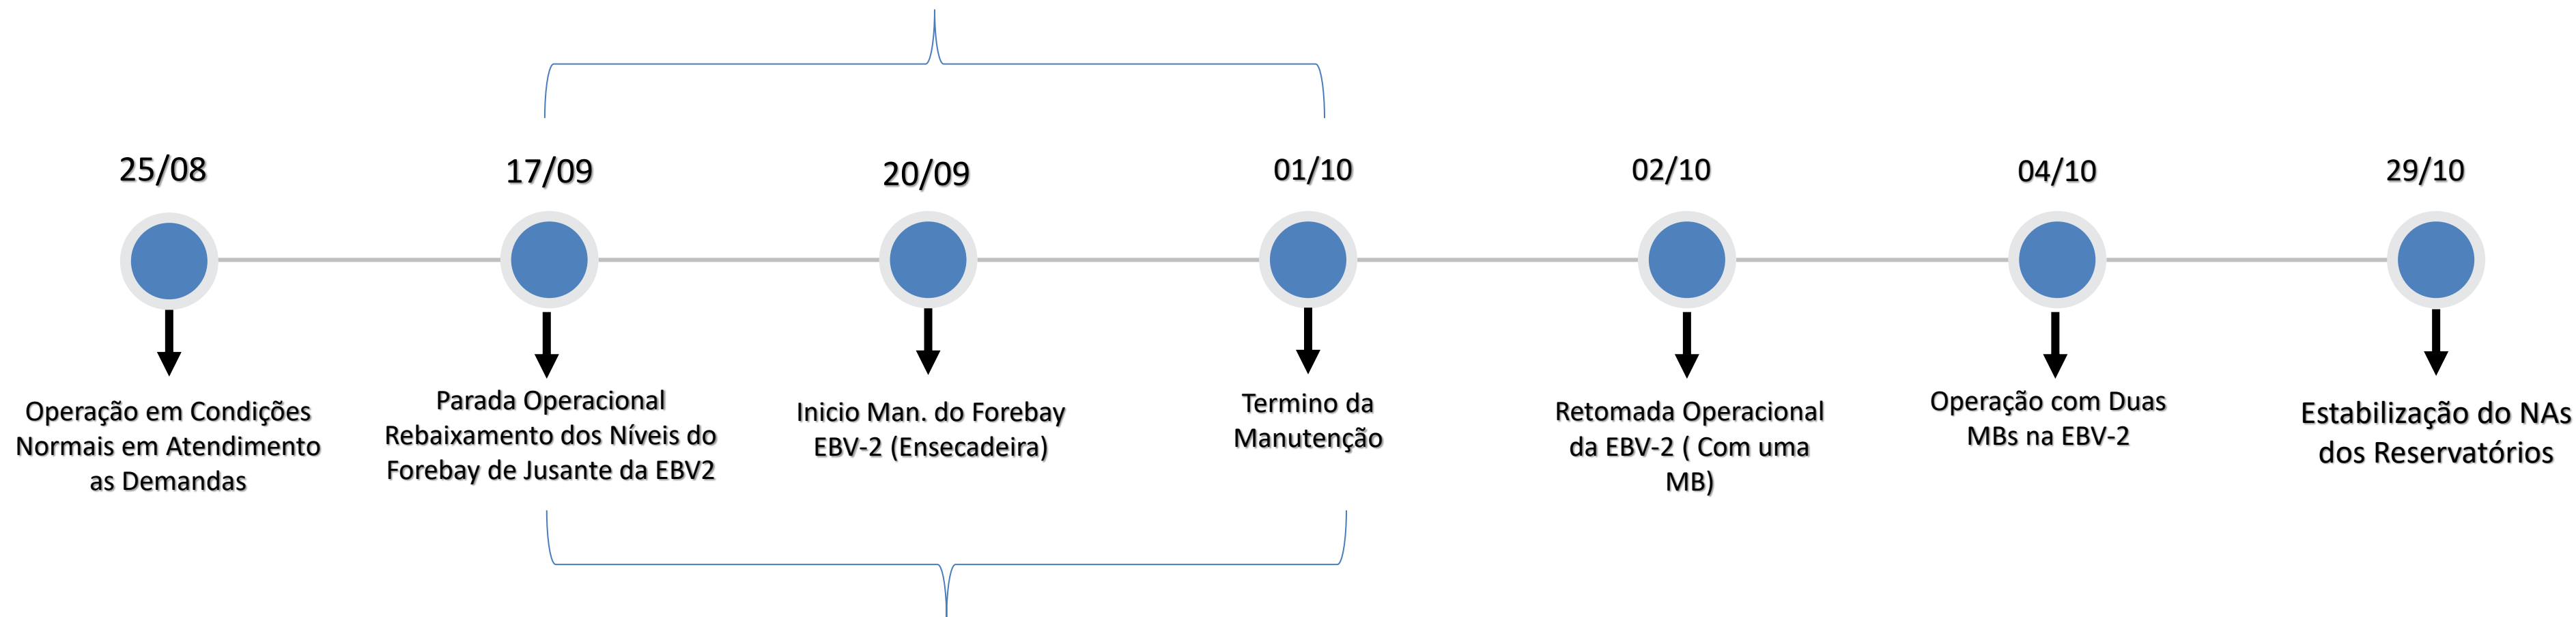 25/08
17/09
20/09
01/10
02/10
04/10
29/10
Operação em Condições
Normais em Atendimento
as Demandas
Parada Operacional
Rebaixamento dos Níveis do
Forebay de Jusante da EBV2
Inicio Man. do Forebay
EBV-2 (Ensecadeira)
Termino da
Manutenção
Retomada Operacional
da EBV-2 ( Com uma
MB)
Operação com Duas
MBs na EBV-2
Estabilização do NAs
dos Reservatórios